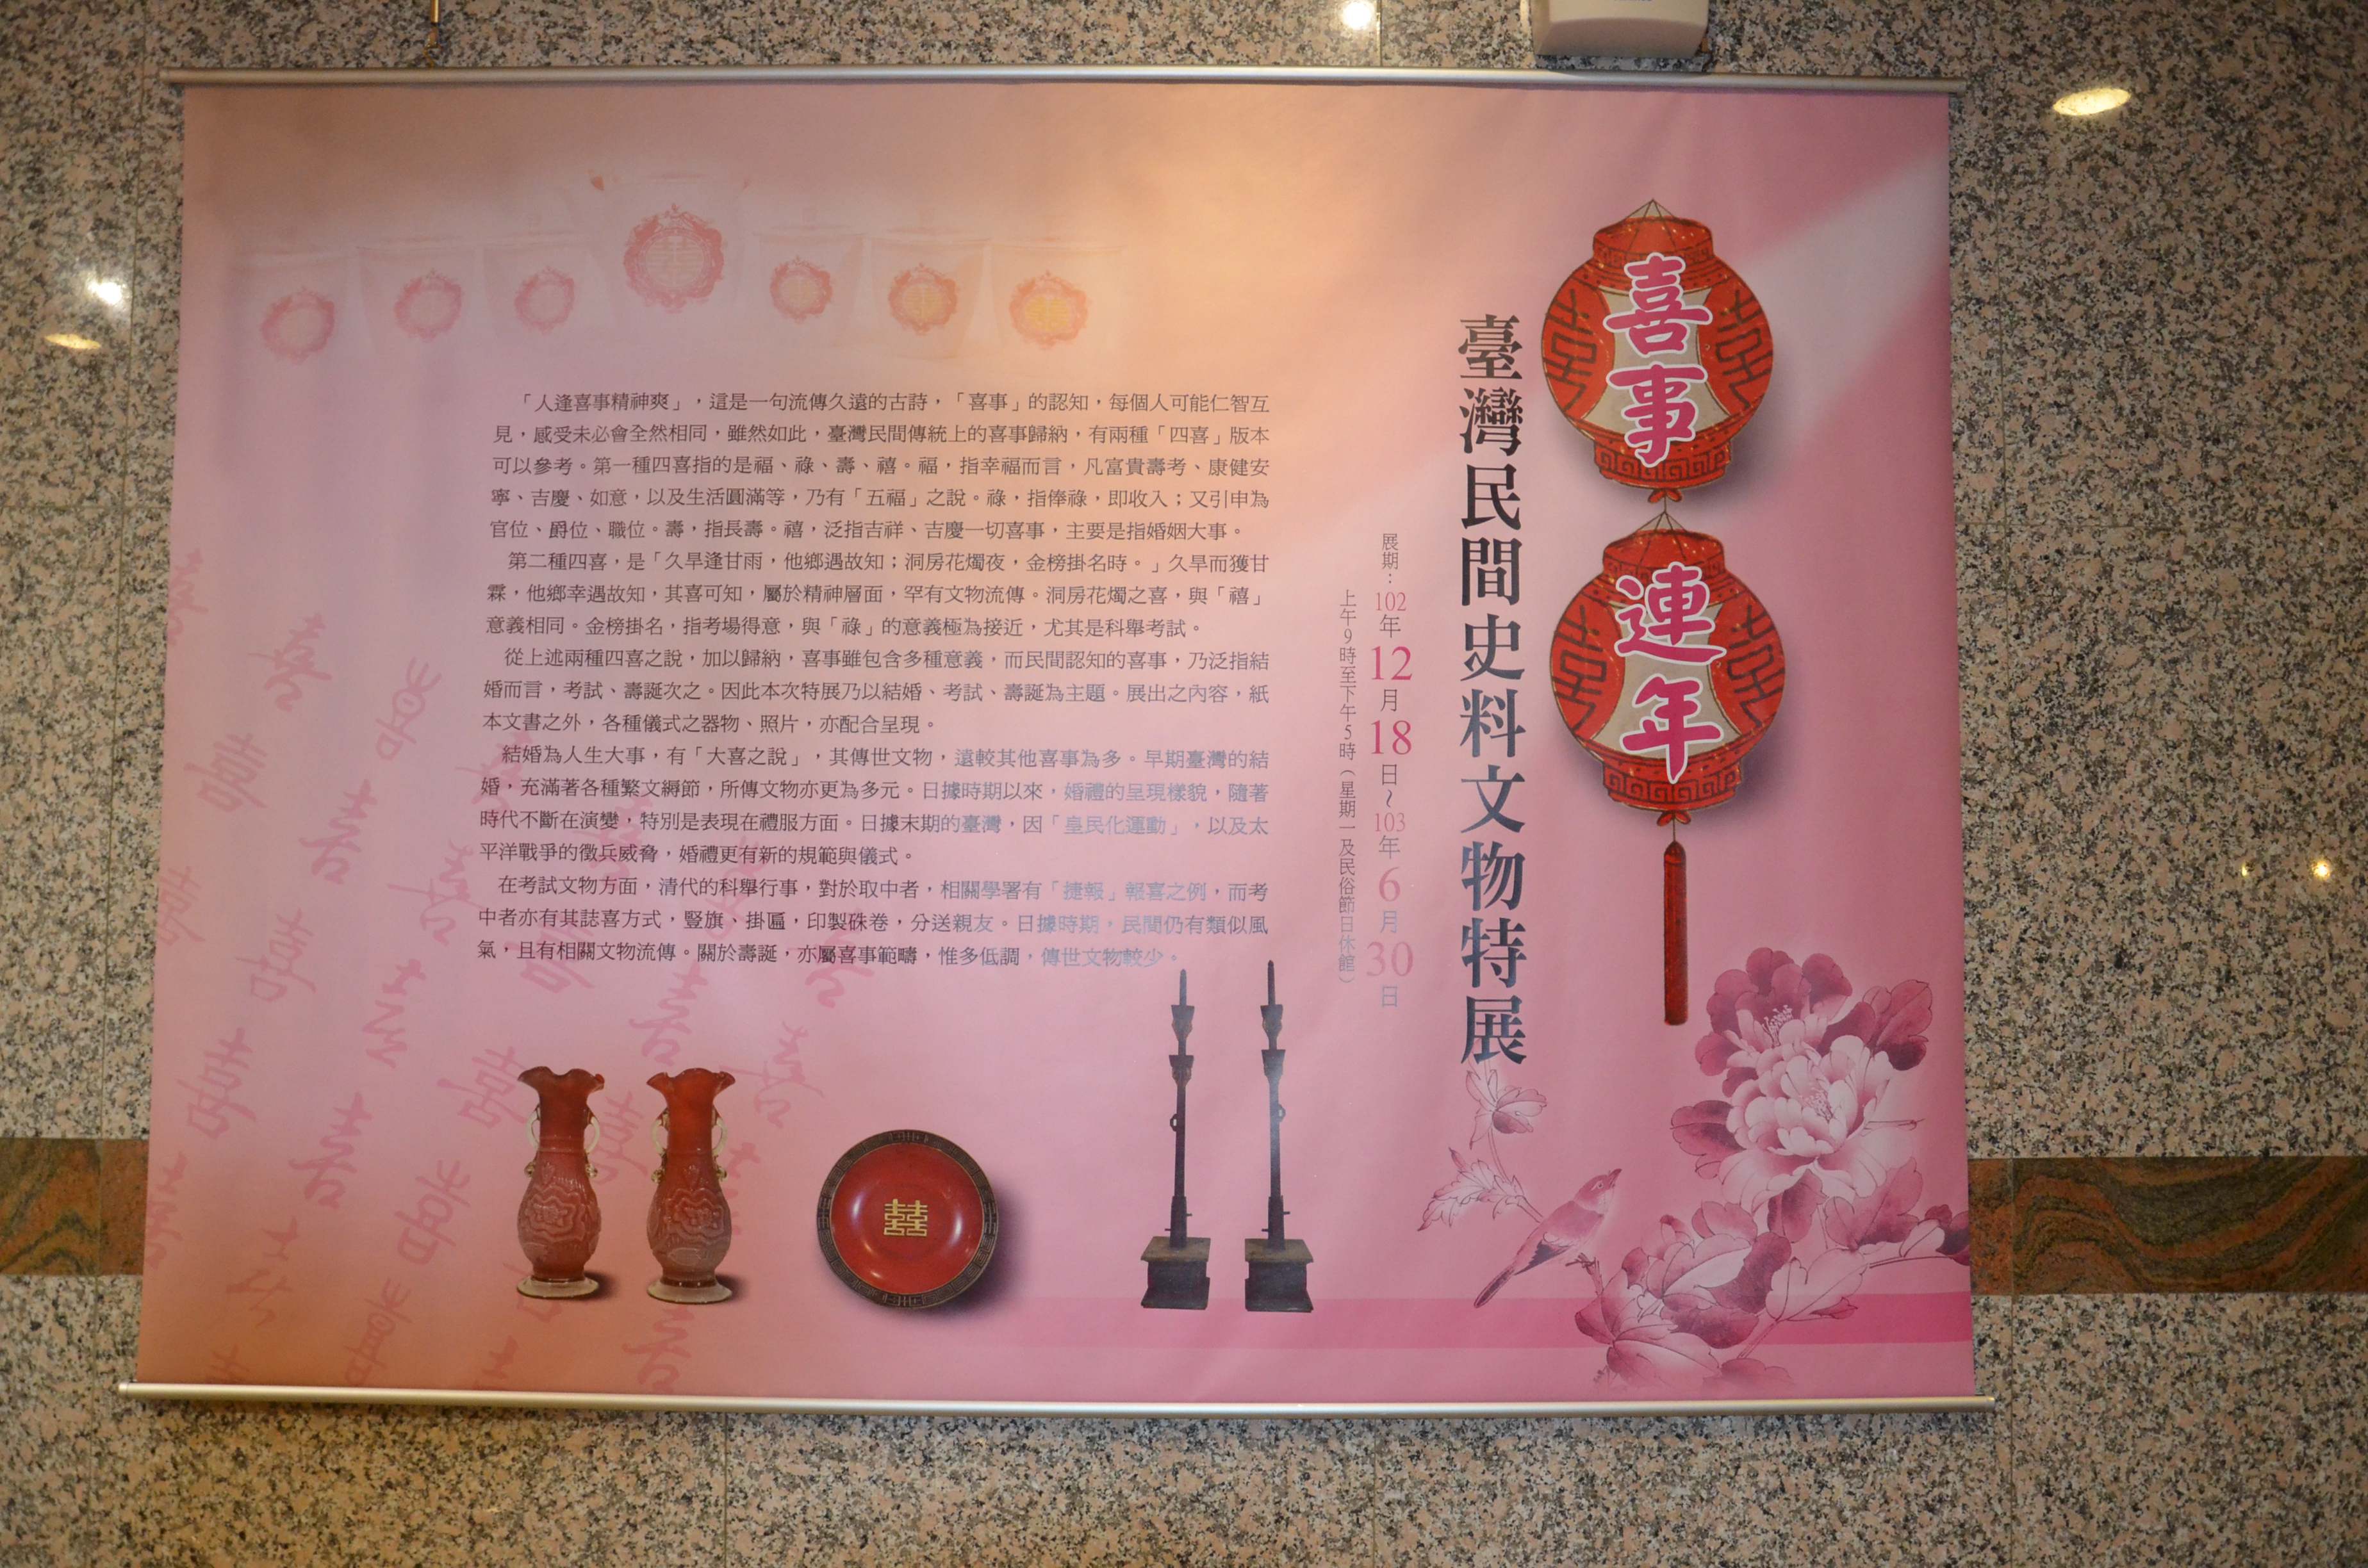 喜事
連年
臺灣民間史料文物特展
展期：102年12月18日~103年6月30日
上午9時至下午5時（星期一及民俗節日休館）
「人逢喜事精神爽」，這是一句流傳久遠的古詩，「喜事」的認知，每個人可能仁智互
見，感受未必會全然相同，雖然如此，臺灣民間傳統上的喜事歸納，有兩種「四喜」版本
可以參考。第一種四喜指的是福、祿、壽、禧。福，指幸福而言，凡富貴壽考、康健安
寧、吉慶、如意，以及生活圓滿等，乃有「五福」之說。祿，指俸祿，即收入；又引申為
官位、爵位、職位。壽，指長壽。禧，泛指吉祥、吉慶一切喜事，主要是指婚姻大事。
第二種四喜，是「久旱逢甘雨，他鄉遇故知；洞房花燭夜，金榜掛名時。」久旱而獲甘
霖，他鄉幸遇故知，其喜可知，屬於精神層面，罕有文物流傳。洞房花燭之喜，與「禧」
意義相同。金榜掛名，指考場得意，與「祿」的意義極為接近，尤其是科舉考試。
從上述兩種四喜之說，加以歸納，喜事雖包含多種意義，而民間認知的喜事，乃泛指結
婚而言，考試、壽誕次之。因此本次特展乃以結婚、考試、壽誕為主題。展出之內容，紙
本文書之外，各種儀式之器物、照片，亦配合呈現。
結婚為人生大事，有「大喜之說」，其傳世文物，遠較其他喜事為多。早期臺灣的結
婚，充滿著各種繁文縟節，所傳文物亦更為多元。日據時期以來，婚禮的呈現樣貌，隨著
時代不斷在演變，特別是表現在禮服方面。日據末期的臺灣，因「皇民化運動」，以及太
平洋戰爭的徵兵威脅，婚禮更有新的規範與儀式。
在考試文物方面，清代的科舉行事，對於取中者，相關學署有「捷報」報喜之例，而考
中者亦有其誌喜方式，豎旗、掛匾，印製硃卷，分送親友。日據時期，民間仍有類似風
氣，且有相關文物流傳。關於壽誕，亦屬喜事範疇，惟多低調，傳世文物較少。
囍